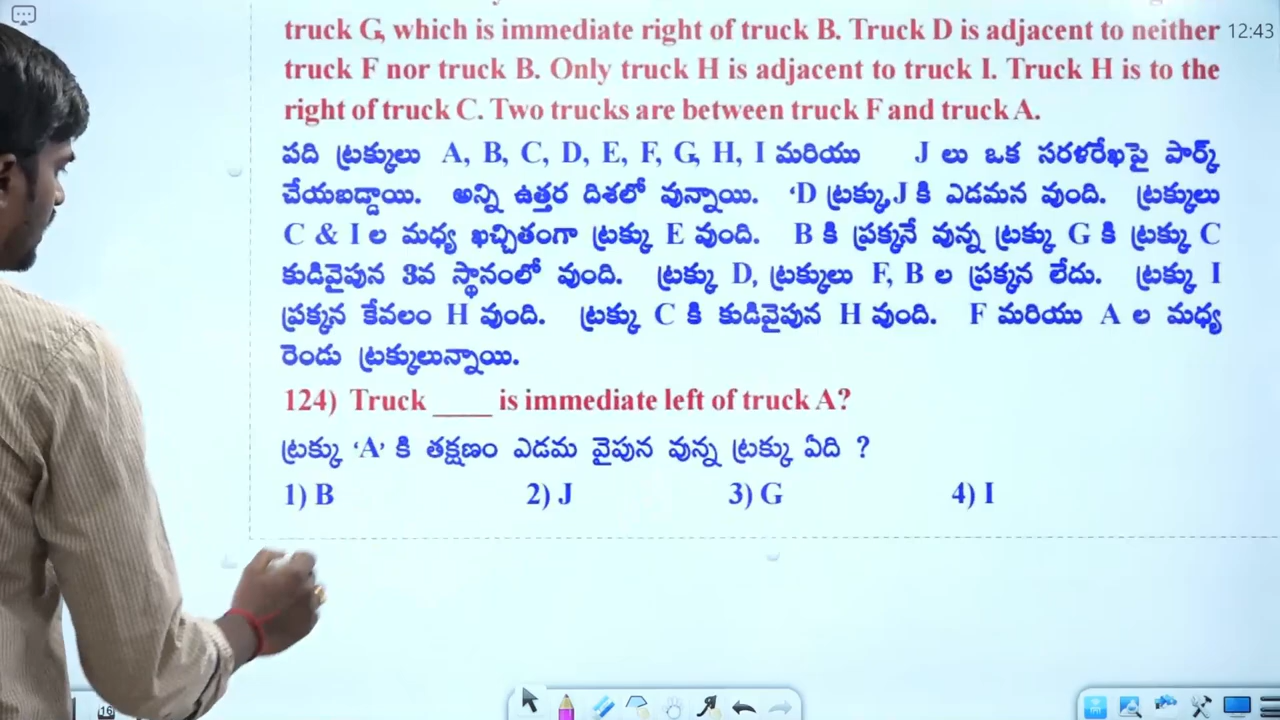 truck G, which is immediate right of truck B. Truck D is adjacent to neither
12:43
truck F nor truck B. Only truck H is adjacent to truck I. Truck H is to the
right of truck C. Two trucks are between truck F and truck A.
పది ట్రక్కులు A, B, C, D, E, F, G, H, I మరియు J లు ఒక సరళరేఖపై పార్క్
చేయబడ్డాయి. అన్ని ఉత్తర దిశలో వున్నాయి. 'D ట్రక్కు,J కి ఎడమన వుంది. ట్రక్కులు
C & I ల మధ్య ఖచ్చితంగా ట్రక్కు E వుంది. B కి ప్రక్కనే వున్న ట్రక్కు G కి ట్రక్కు C
కుడివైపున 3వ స్థానంలో వుంది. ట్రక్కు D, ట్రక్కులు F, B ల ప్రక్కన లేదు. ట్రక్కు I
ప్రక్కన కేవలం H వుంది. ట్రక్కు C కి కుడివైపున H వుంది. F మరియు A ల మధ్య
రెండు ట్రక్కులున్నాయి.
124) Truck ____ is immediate left of truck A?
ట్రక్కు 'A' కి తక్షణం ఎడమ వైపున వున్న ట్రక్కు ఏది ?
1) B 2) J 3) G 4) I
16